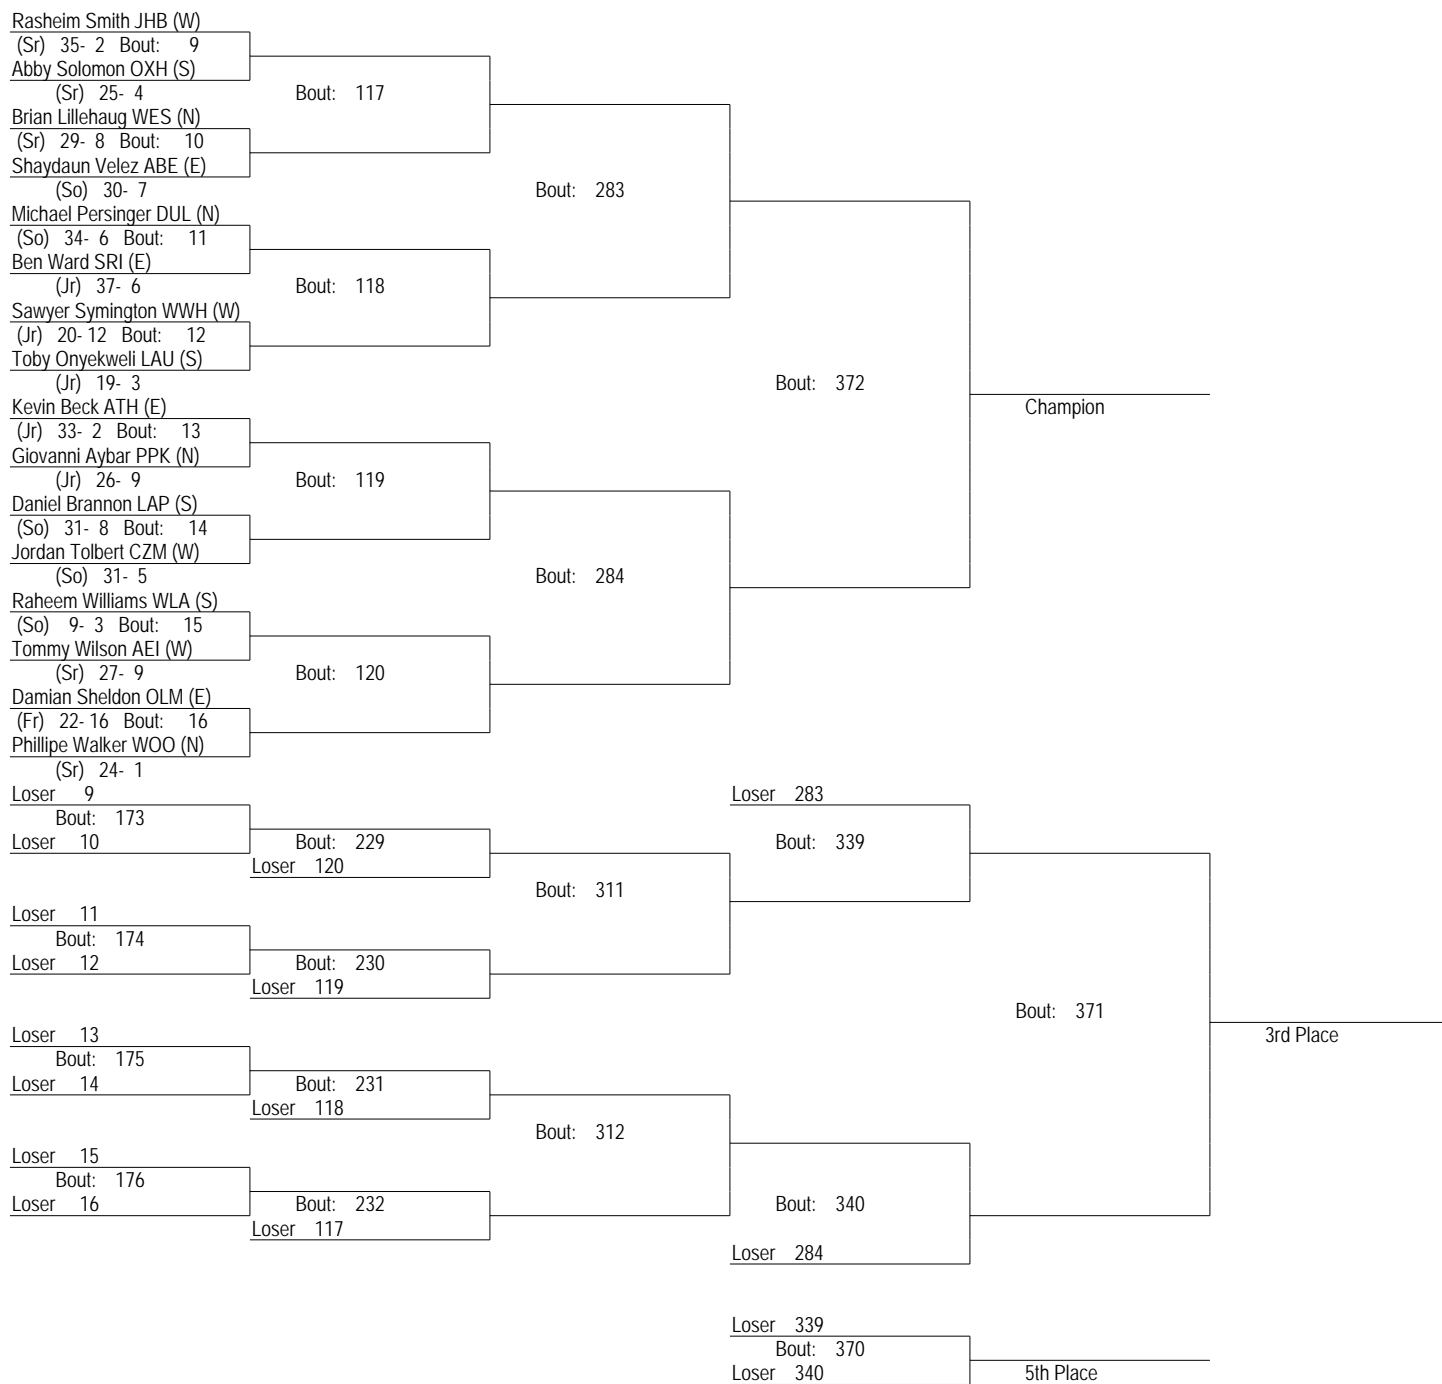 Rasheim Smith JHB (W)
(Sr) 35- 2 Bout: 9
Abby Solomon OXH (S)
(Sr) 25- 4 Bout: 117
Brian Lillehaug WES (N)
(Sr) 29- 8 Bout: 10
Shaydaun Velez ABE (E)
(So) 30- 7 Bout: 283
Michael Persinger DUL (N)
(So) 34- 6 Bout: 11
Ben Ward SRI (E)
(Jr) 37- 6 Bout: 118
Sawyer Symington WWH (W)
(Jr) 20- 12 Bout: 12
Toby Onyekweli LAU (S)
(Jr) 19- 3 Bout: 372
Kevin Beck ATH (E) Champion
(Jr) 33- 2 Bout: 13
Giovanni Aybar PPK (N)
(Jr) 26- 9 Bout: 119
Daniel Brannon LAP (S)
(So) 31- 8 Bout: 14
Jordan Tolbert CZM (W)
(So) 31- 5 Bout: 284
Raheem Williams WLA (S)
(So) 9- 3 Bout: 15
Tommy Wilson AEI (W)
(Sr) 27- 9 Bout: 120
Damian Sheldon OLM (E)
(Fr) 22- 16 Bout: 16
Phillipe Walker WOO (N)
(Sr) 24- 1
Loser 9 Loser 283
Bout: 173
Loser 10 Bout: 229 Bout: 339
Loser 120
Bout: 311
Loser 11
Bout: 174
Loser 12 Bout: 230
Loser 119
Bout: 371
Loser 13 3rd Place
Bout: 175
Loser 14 Bout: 231
Loser 118
Bout: 312
Loser 15
Bout: 176
Loser 16 Bout: 232 Bout: 340
Loser 117
Loser 284
Loser 339
Bout: 370
Loser 340 5th Place